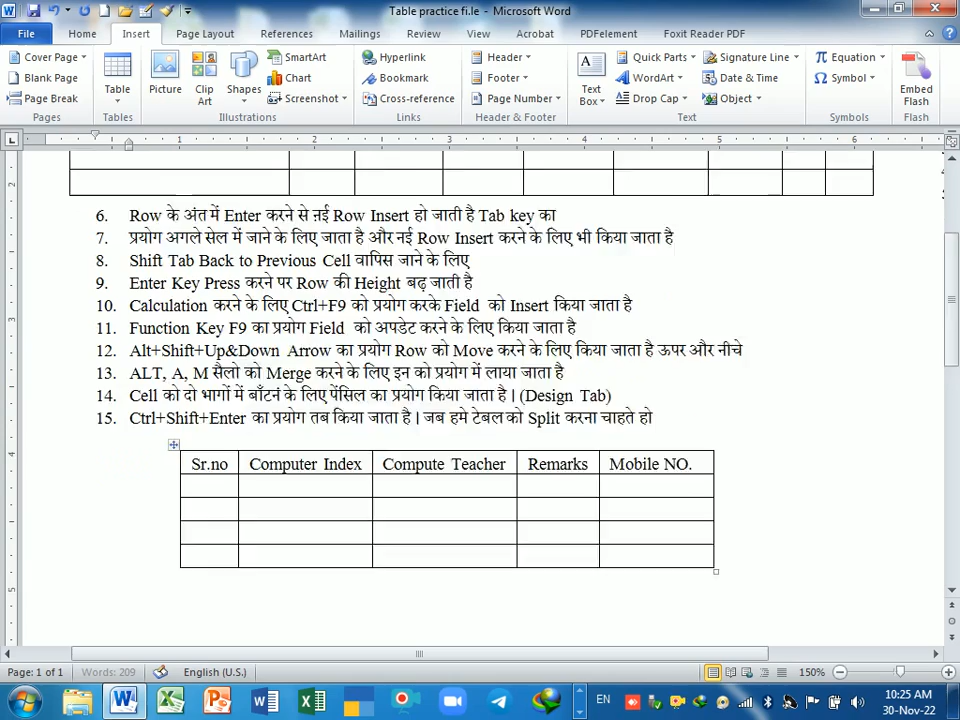 Table practice fi.le - Microsoft Word
File Home Insert Page Layout References Mailings Review View Acrobat PDFelement Foxit Reader PDF
Cover Page Blank Page Page Break
Pages
Table
Tables
Picture Clip Art Shapes SmartArt Chart Screenshot
Illustrations
Hyperlink Bookmark Cross-reference
Links
Header Footer Page Number
Header & Footer
Text Box Quick Parts WordArt Drop Cap Signature Line Date & Time Object
Text
Equation Symbol
Symbols
Embed Flash
Flash
1 2 3 4 5 6
6. Row के अंत में Enter करने से नई Row Insert हो जाती है Tab key का
7. प्रयोग अगले सेल में जाने के लिए जाता है और नई Row Insert करने के लिए भी किया जाता है
8. Shift Tab Back to Previous Cell वापिस जाने के लिए
9. Enter Key Press करने पर Row की Height बढ़ जाती है
10. Calculation करने के लिए Ctrl+F9 को प्रयोग करके Field को Insert किया जाता है
11. Function Key F9 का प्रयोग Field को अपडेट करने के लिए किया जाता है
12. Alt+Shift+Up&Down Arrow का प्रयोग Row को Move करने के लिए किया जाता है ऊपर और नीचे
13. ALT, A, M सैलो को Merge करने के लिए इन को प्रयोग में लाया जाता है
14. Cell को दो भागों में बाँटनं के लिए पेंसिल का प्रयोग किया जाता है | (Design Tab)
15. Ctrl+Shift+Enter का प्रयोग तब किया जाता है | जब हमे टेबल को Split करना चाहते हो
Sr.no Computer Index Compute Teacher Remarks Mobile NO.
Page: 1 of 1 Words: 209 English (U.S.) 150%
EN 10:25 AM
30-Nov-22